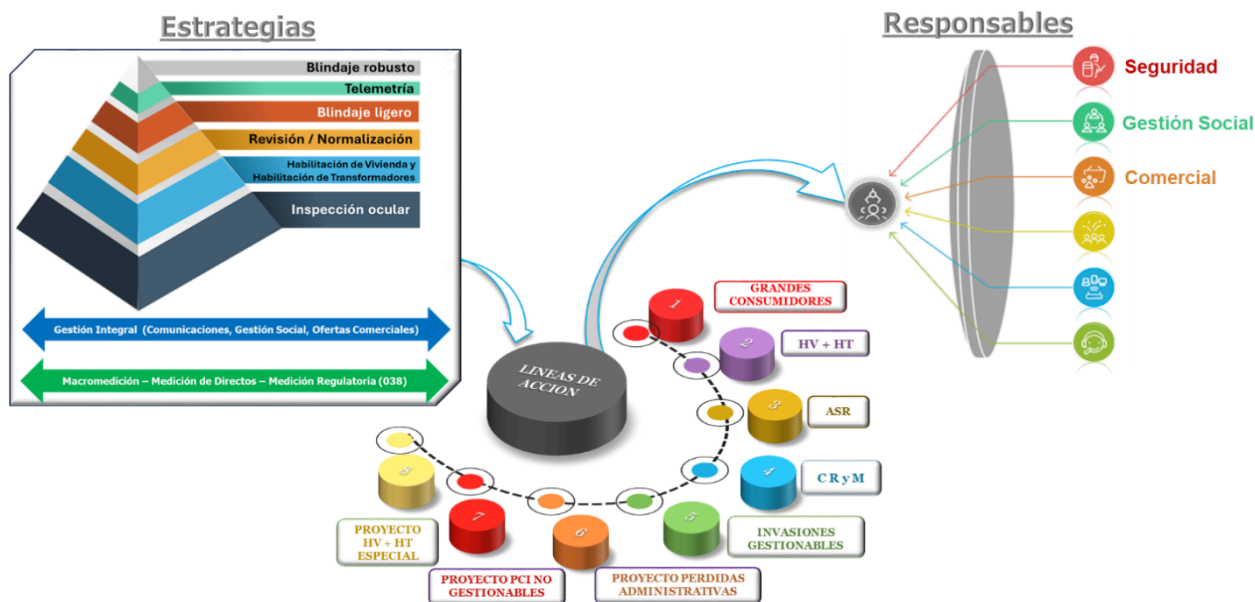 Estrategias
Blindaje robusto
Telemetría
Blindaje ligero
Revisión / Normalización
Habilitación de Vivienda y
Habilitación de Transformadores
Inspección ocular
Gestión Integral (Comunicaciones, Gestión Social, Ofertas Comerciales)
Macromedición – Medición de Directos – Medición Regulatoria (038)
LINEAS DE
ACCION
1
GRANDES
CONSUMIDORES
2
HV + HT
3
ASR
4
C R y M
5
INVASIONES
GESTIONABLES
6
PROYECTO PERDIDAS
ADMINISTRATIVAS
7
PROYECTO PCI NO
GESTIONABLES
8
PROYECTO
HV + HT
ESPECIAL
Responsables
Seguridad
Gestión Social
Comercial